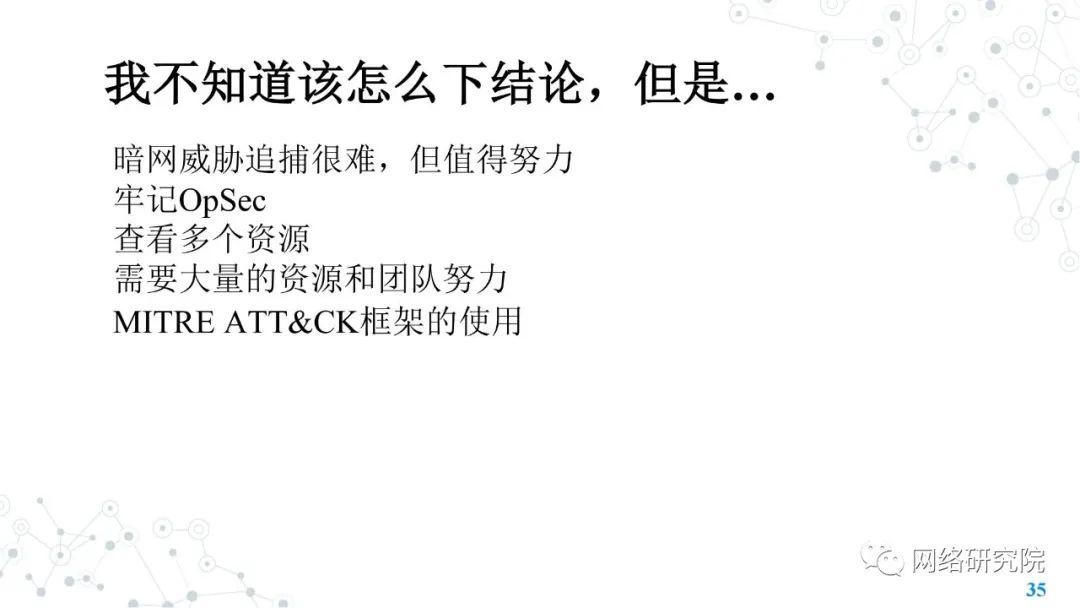 我不知道该怎么下结论，但是…
暗网威胁追捕很难，但值得努力
牢记OpSec
查看多个资源
需要大量的资源和团队努力
MITRE ATT&CK框架的使用
网络研究院
35